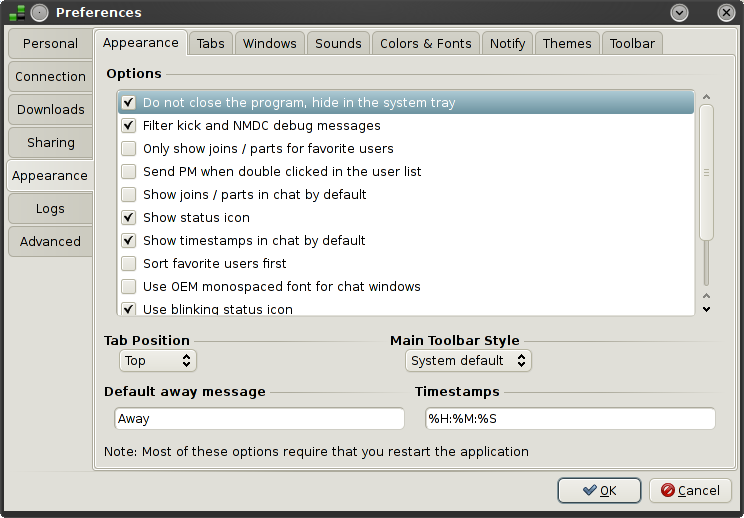 Preferences
Personal
Connection
Downloads
Sharing
Appearance
Logs
Advanced
Appearance Tabs Windows Sounds Colors & Fonts Notify Themes Toolbar
Options
Do not close the program, hide in the system tray
Filter kick and NMDC debug messages
Only show joins / parts for favorite users
Send PM when double clicked in the user list
Show joins / parts in chat by default
Show status icon
Show timestamps in chat by default
Sort favorite users first
Use OEM monospaced font for chat windows
Use blinking status icon
Tab Position Main Toolbar Style
Top System default
Default away message Timestamps
Away %H:%M:%S
Note: Most of these options require that you restart the application
OK Cancel